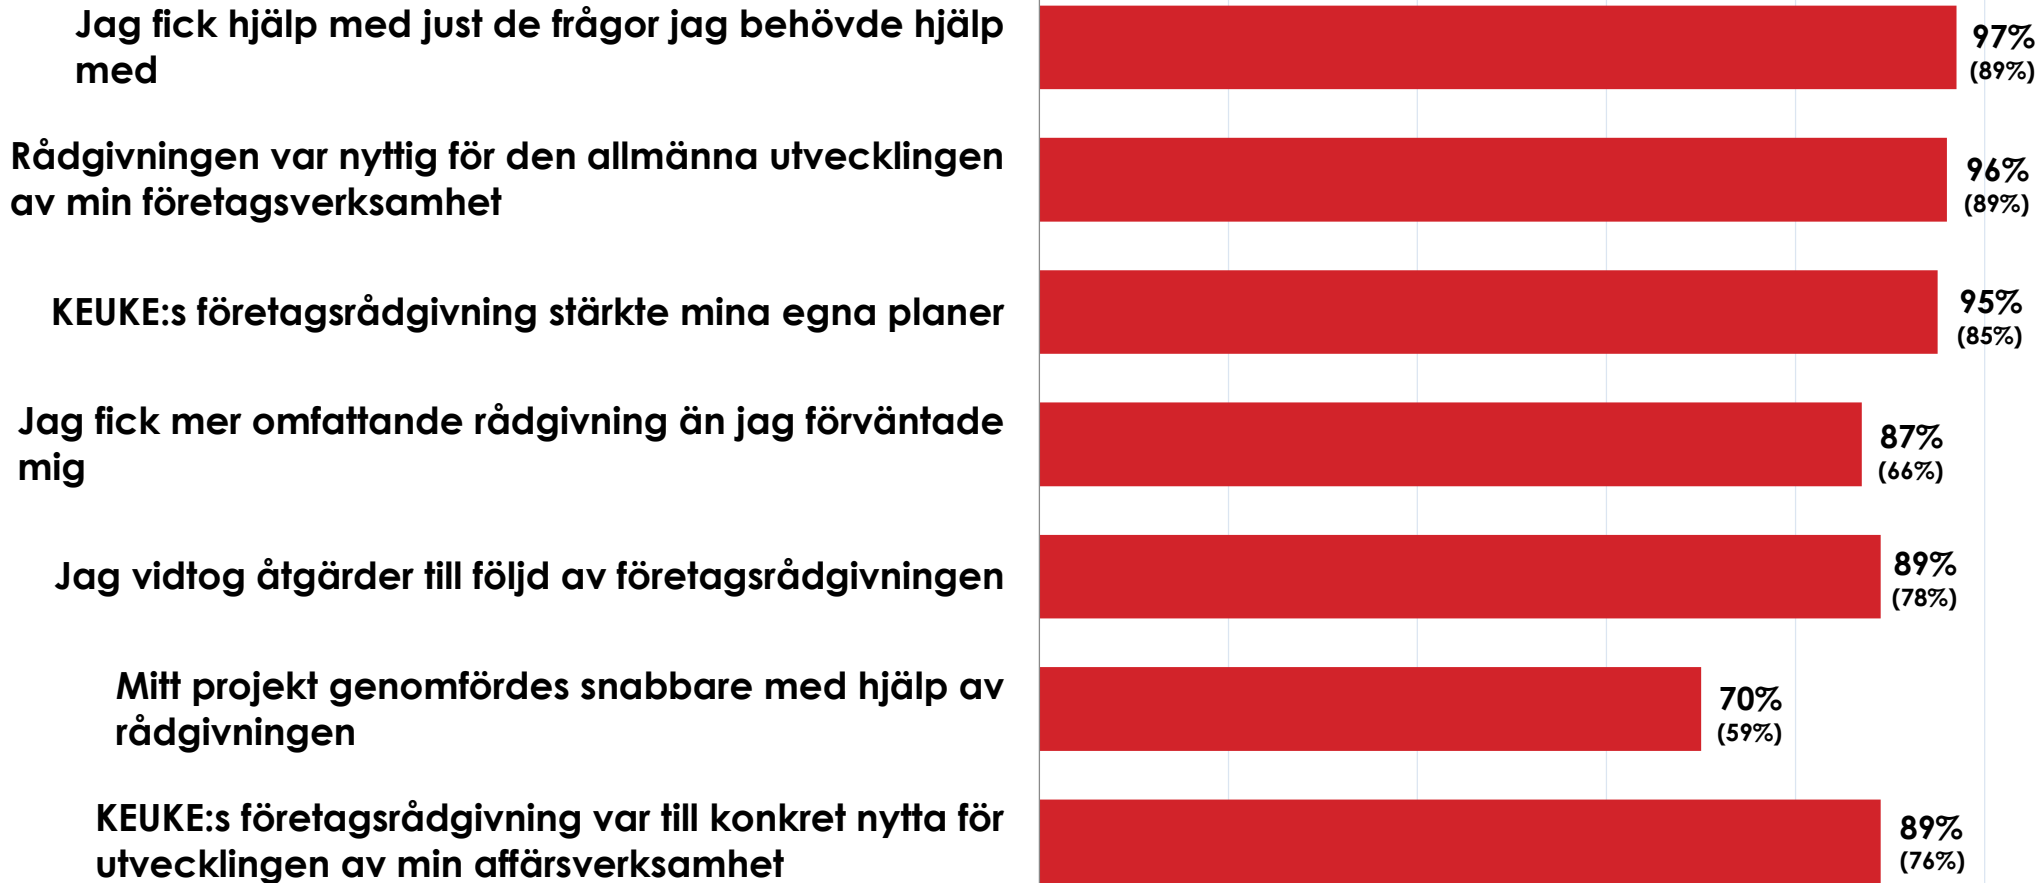 Jag fick hjälp med just de frågor jag behövde hjälp
med
97%
(89%)
Rådgivningen var nyttig för den allmänna utvecklingen
av min företagsverksamhet
96%
(89%)
KEUKE:s företagsrådgivning stärkte mina egna planer
95%
(85%)
Jag fick mer omfattande rådgivning än jag förväntade
mig
87%
(66%)
Jag vidtog åtgärder till följd av företagsrådgivningen
89%
(78%)
Mitt projekt genomfördes snabbare med hjälp av
rådgivningen
70%
(59%)
KEUKE:s företagsrådgivning var till konkret nytta för
utvecklingen av min affärsverksamhet
89%
(76%)